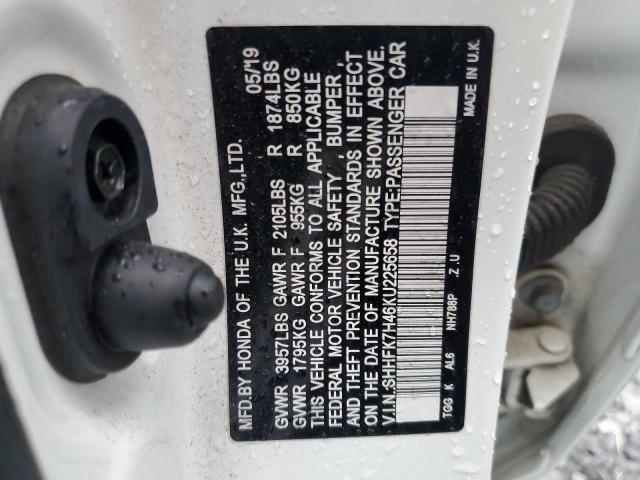 MFD.BY HONDA OF THE U.K. MFG.,LTD. 05/19
GVWR 3957LBS GAWR F 2105LBS R 1874LBS
GVWR 1795KG GAWR F 955KG R 850KG
THIS VEHICLE CONFORMS TO ALL APPLICABLE
FEDERAL MOTOR VEHICLE SAFETY , BUMPER ,
AND THEFT PREVENTION STANDARDS IN EFFECT
ON THE DATE OF MANUFACTURE SHOWN ABOVE.
V.I.N.:SHHFK7H46KU225658 TYPE:PASSENGER CAR
TGG K AL6 NH788P .Z.U MADE IN U.K.